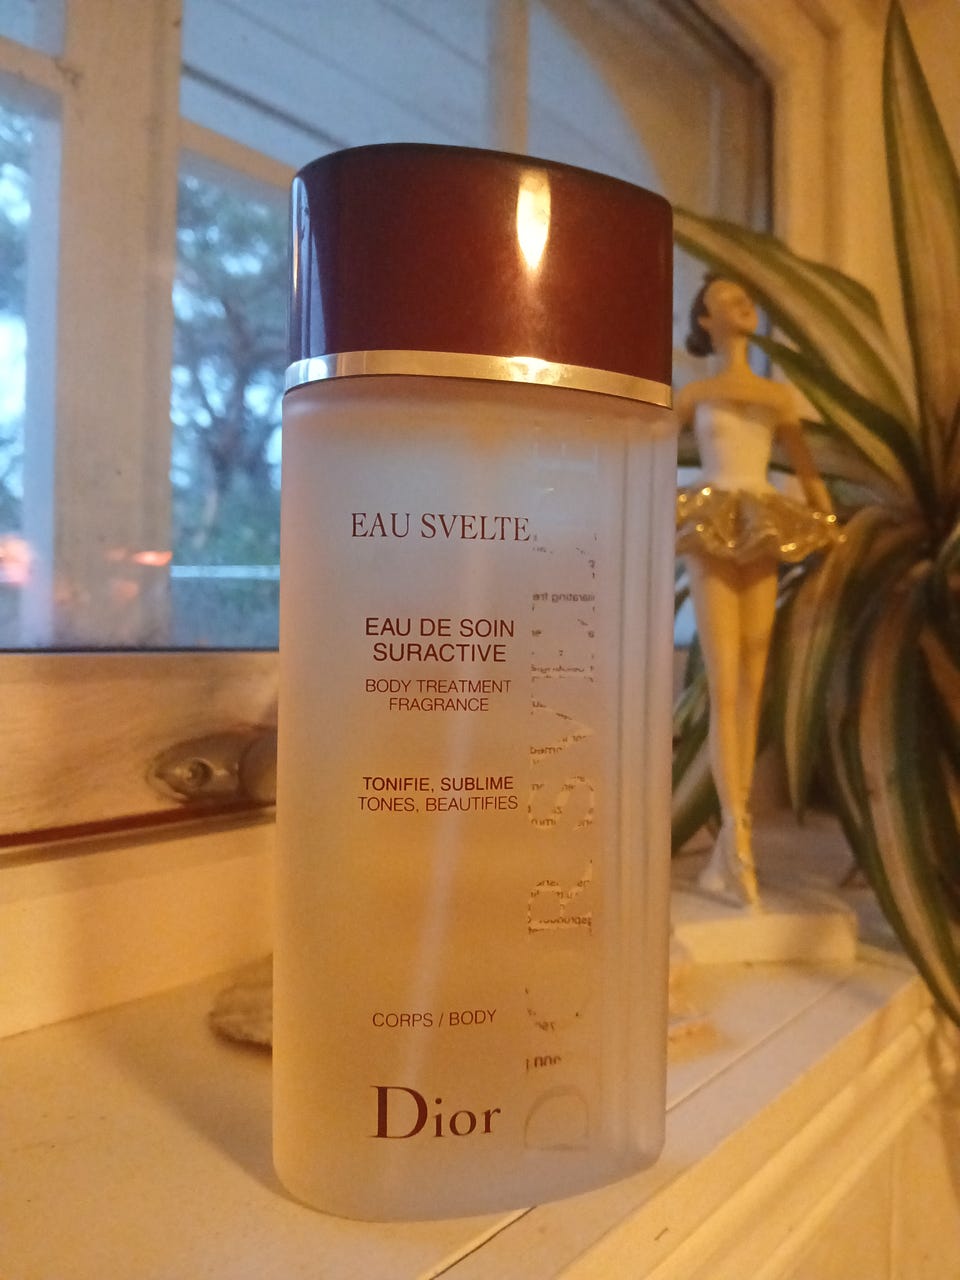 EAU SVELTE
EAU DE SOIN
SURACTIVE
BODY TREATMENT
FRAGRANCE
TONIFIE, SUBLIME
TONES, BEAUTIFIES
CORPS / BODY
Dior